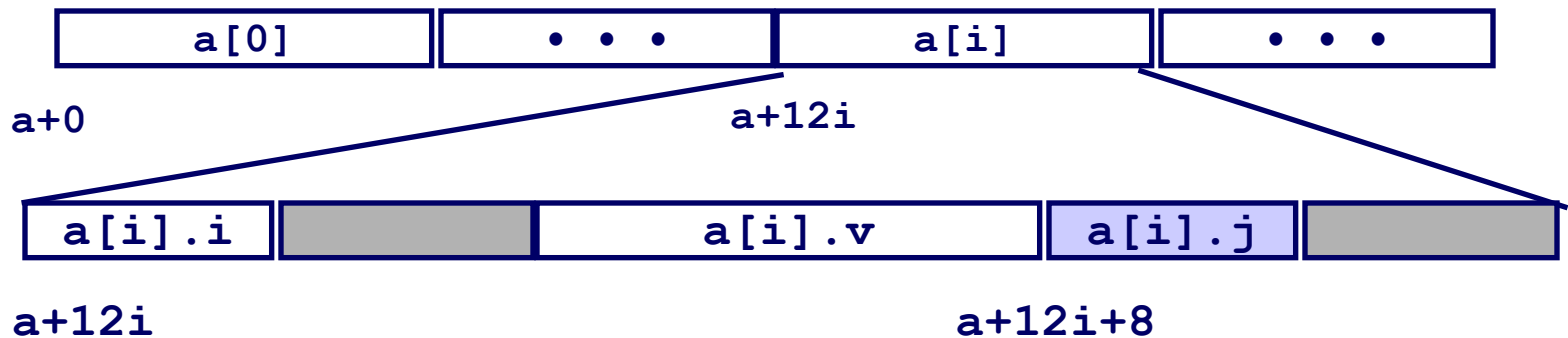 a[0] • • • a[i] • • •
a+0 a+12i
a[i].i a[i].v a[i].j
a+12i a+12i+8